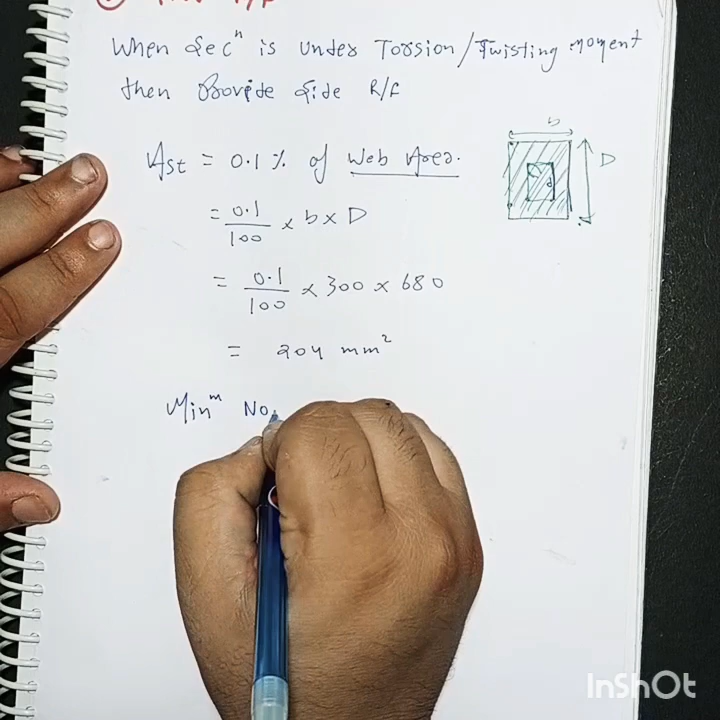 When Secⁿ is under Torsion/Twisting moment
then Provide Side R/F
b
D
d
Ast = 0.1% of Web Area.
= 0.1/100 × b × D
= 0.1/100 × 300 × 680
= 204 mm²
Minᵐ No.
InShOt